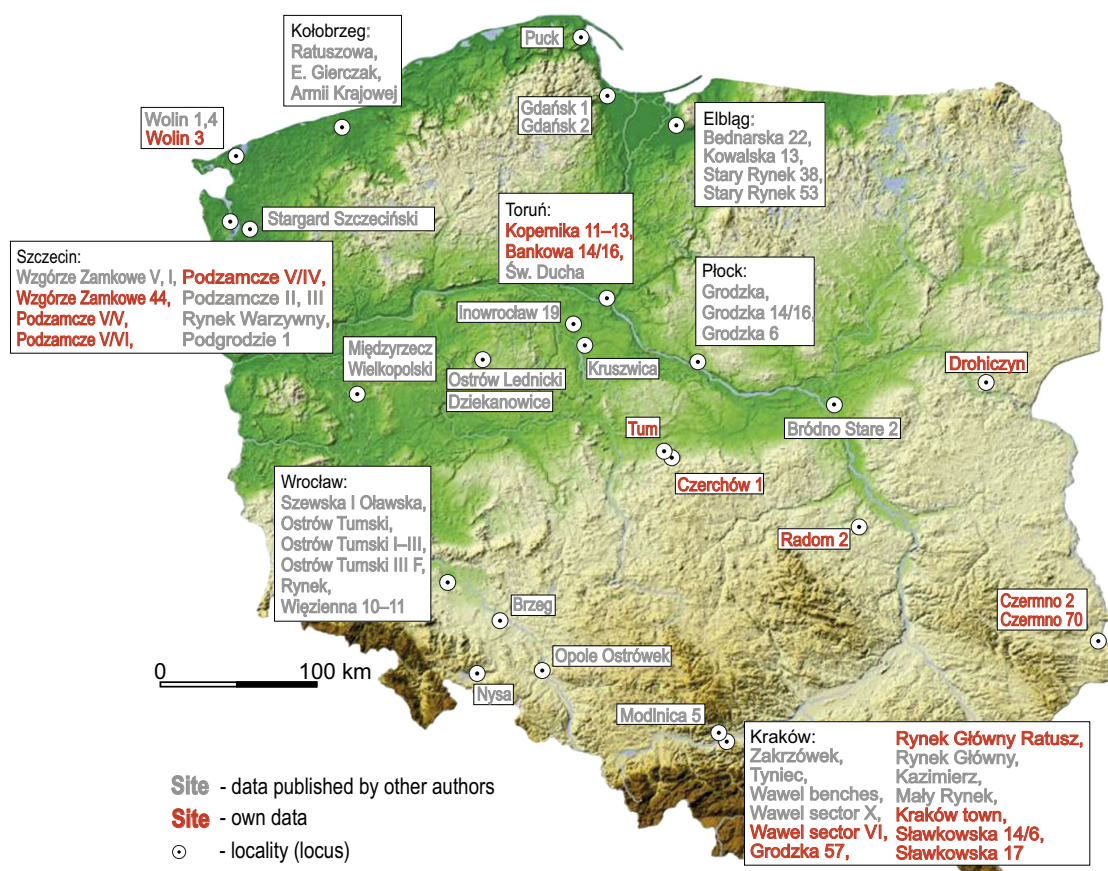 Kołobrzeg:
Ratuszowa,
E. Gierczak,
Armii Krajowej
Puck
Wolin 1,4
Wolin 3
Gdańsk 1
Gdańsk 2
Elbląg:
Bednarska 22,
Kowalska 13,
Stary Rynek 38,
Stary Rynek 53
Stargard Szczeciński
Szczecin:
Wzgórze Zamkowe V, I, Podzamcze V/IV,
Wzgórze Zamkowe 44, Podzamcze II, III
Podzamcze V/V, Rynek Warzywny,
Podzamcze V/VI, Podgrodzie 1
Toruń:
Kopernika 11–13,
Bankowa 14/16,
Św. Ducha
Płock:
Grodzka,
Grodzka 14/16,
Grodzka 6
Inowrocław 19
Kruszwica
Międzyrzecz
Wielkopolski
Ostrów Lednicki
Dziekanowice
Drohiczyn
Bródno Stare 2
Tum
Czerchów 1
Wrocław:
Szewska I Oławska,
Ostrów Tumski,
Ostrów Tumski I–III,
Ostrów Tumski III F,
Rynek,
Więzienna 10–11
Radom 2
Czermno 2
Czermno 70
Brzeg
Opole Ostrówek
Nysa
0 100 km
Modlnica 5
Kraków:
Zakrzówek,
Tyniec,
Wawel benches,
Wawel sector X,
Wawel sector VI,
Grodzka 57,
Rynek Główny Ratusz,
Rynek Główny,
Kazimierz,
Mały Rynek,
Kraków town,
Sławkowska 14/6,
Sławkowska 17
Site - data published by other authors
Site - own data
- locality (locus)